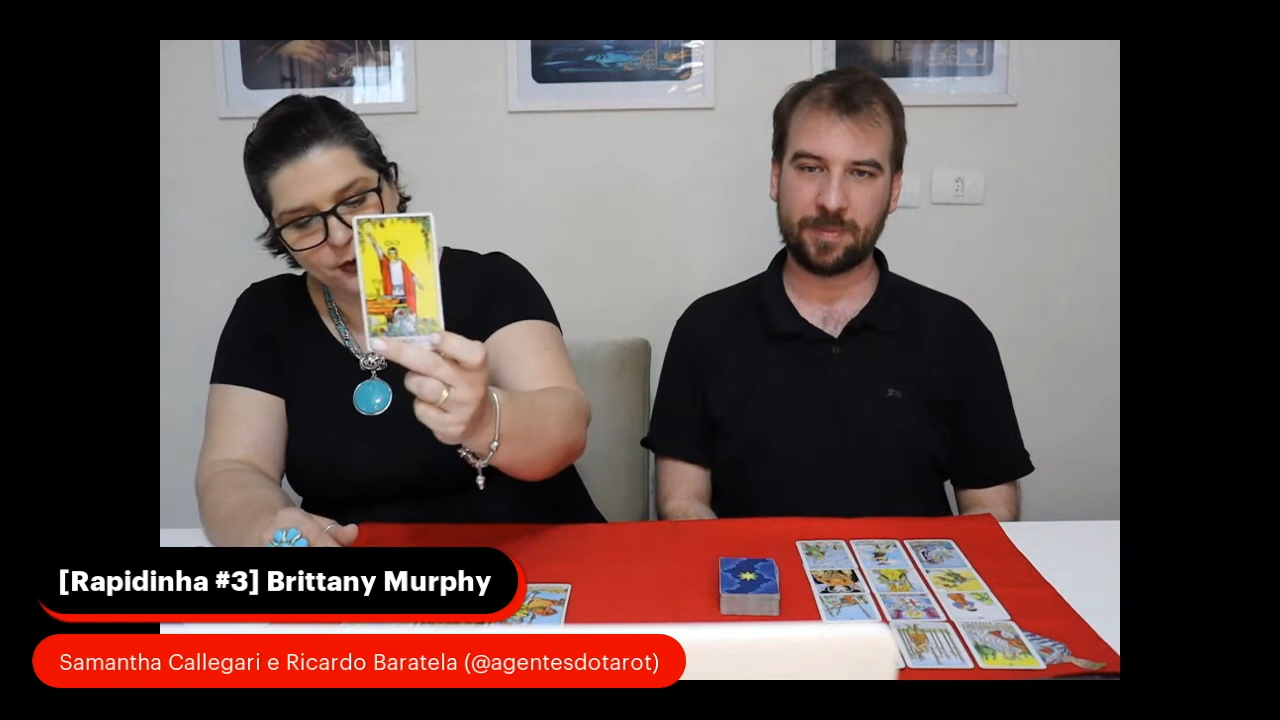 [Rapidinha #3] Brittany Murphy
Samantha Callegari e Ricardo Baratela (@agentesdotarot)